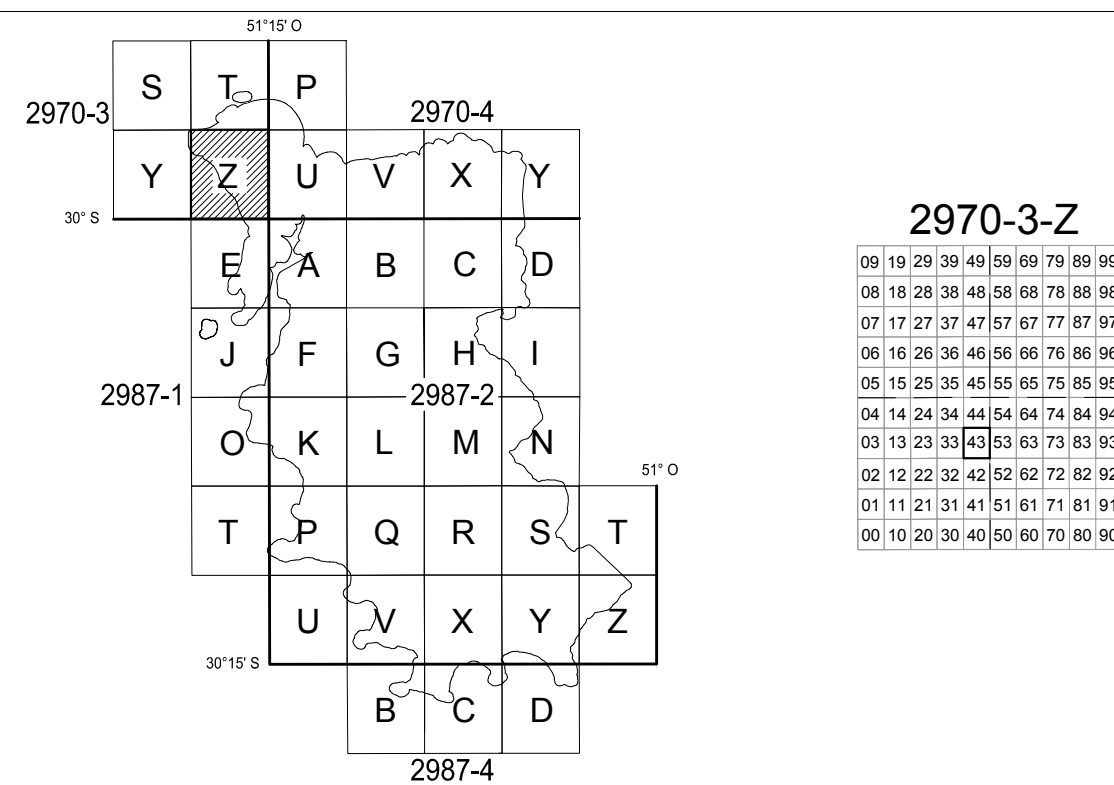 51°15' O
S T P
2970-3 2970-4
Y Z U V X Y
30° S
E A B C D
J F G H I
2987-1 2987-2
O K L M N
51° O
T P Q R S T
U V X Y Z
30°15' S
B C D
2987-4
2970-3-Z
09 19 29 39 49 59 69 79 89 99
08 18 28 38 48 58 68 78 88 98
07 17 27 37 47 57 67 77 87 97
06 16 26 36 46 56 66 76 86 96
05 15 25 35 45 55 65 75 85 95
04 14 24 34 44 54 64 74 84 94
03 13 23 33 43 53 63 73 83 93
02 12 22 32 42 52 62 72 82 92
01 11 21 31 41 51 61 71 81 91
00 10 20 30 40 50 60 70 80 90